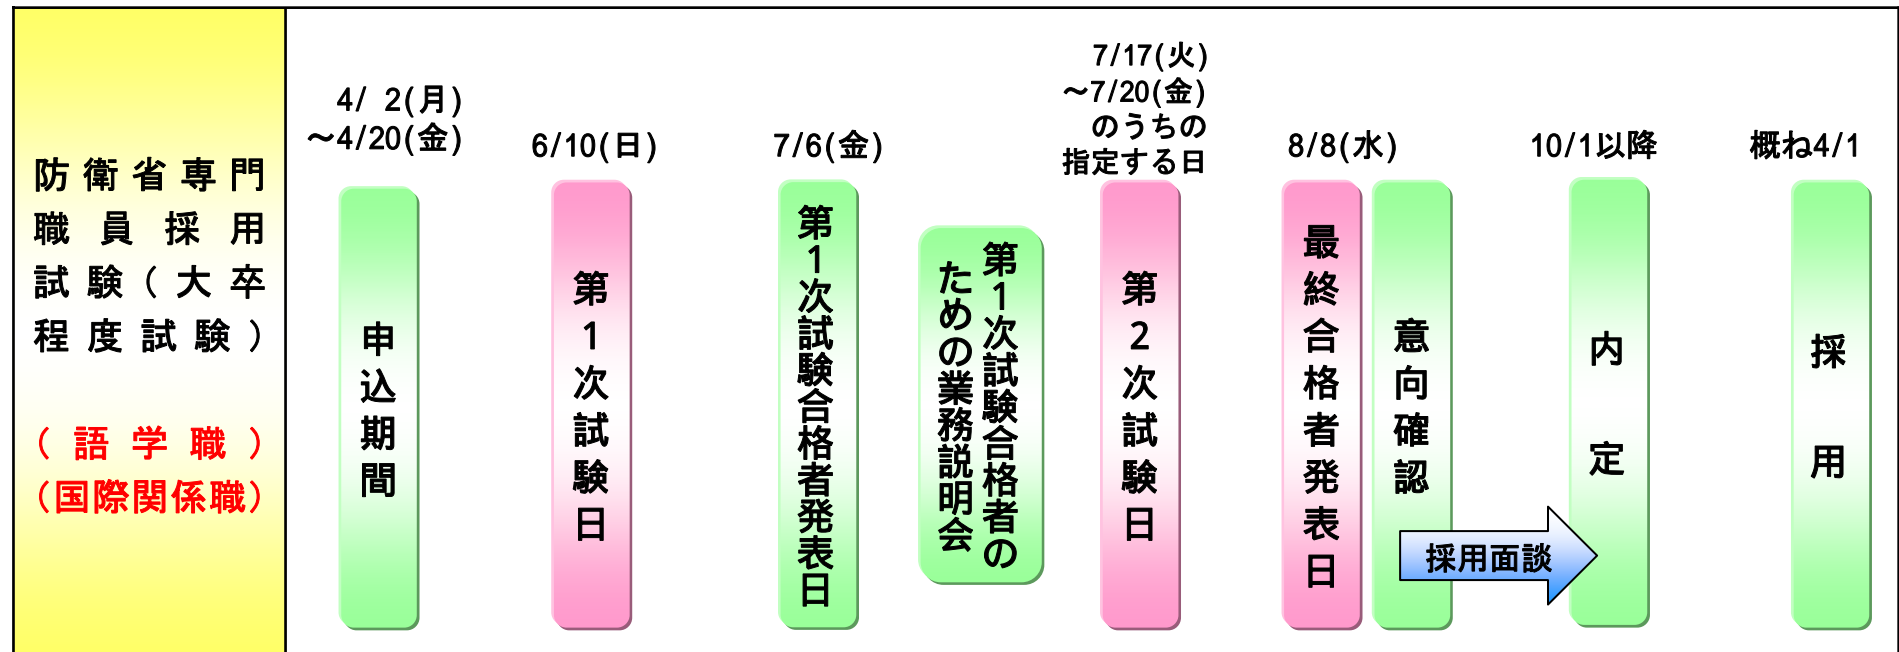 防衛省専門
職員採用
試験(大卒
程度試験)
(語学職)
(国際関係職)
4/ 2(月)
～4/20(金)
申込期間
6/10(日)
第1次試験日
7/6(金)
第1次試験合格者発表日
第1次試験合格者の
ための業務説明会
7/17(火)
～7/20(金)
のうちの
指定する日
第2次試験日
8/8(水)
最終合格者発表日
意向確認
採用面談
10/1以降
内定
概ね4/1
採用